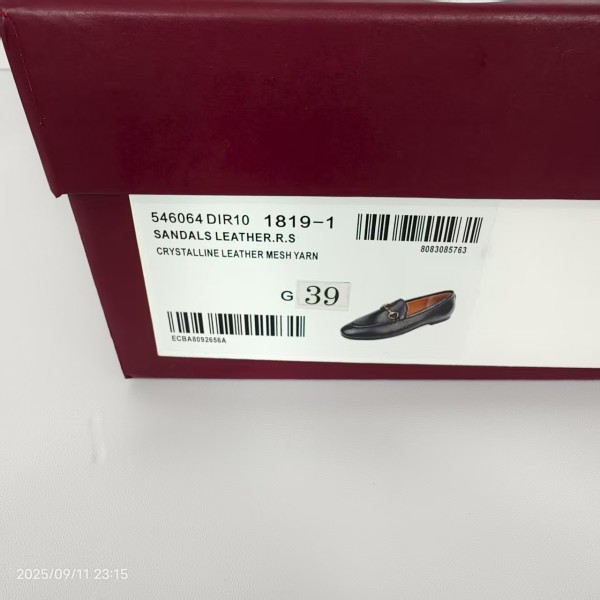 546064 DIR10 1819-1
SANDALS LEATHER.R.S
CRYSTALLINE LEATHER MESH YARN
8083085763
G 39
ECBA8092656A
2025/09/11 23:15